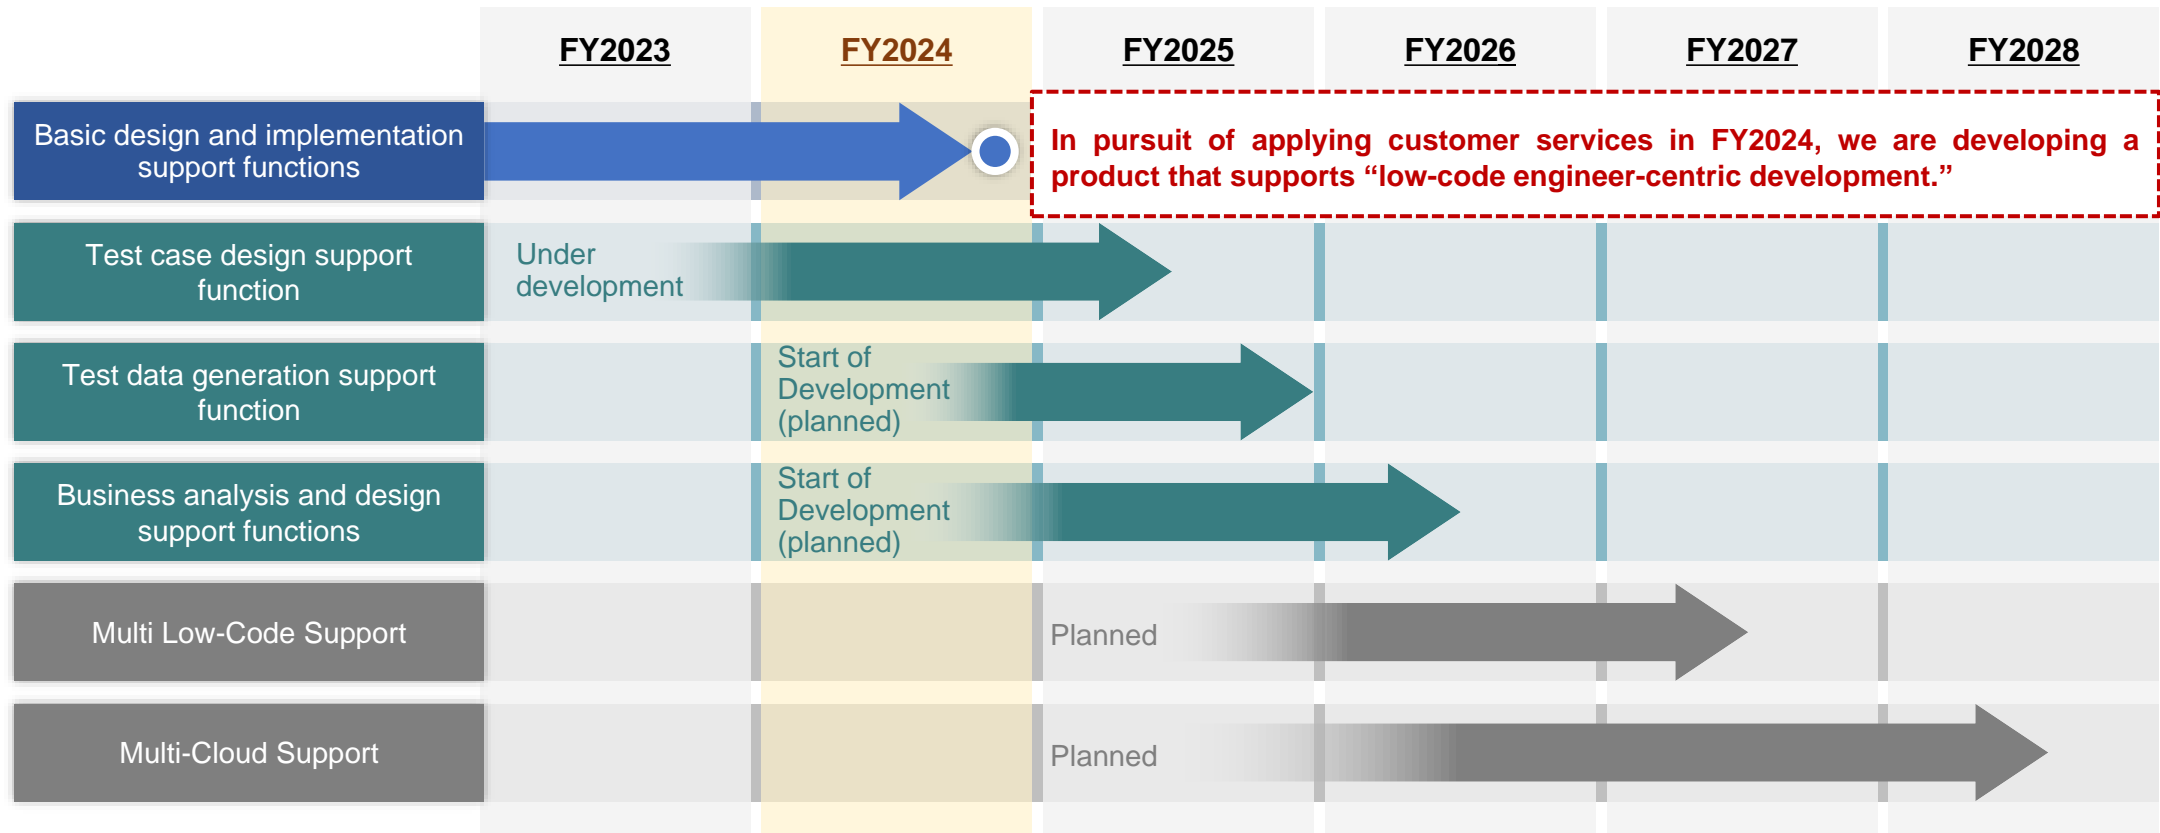 FY2023
FY2024
FY2025
FY2026
FY2027
FY2028
Basic design and implementation
support functions
In pursuit of applying customer services in FY2024, we are developing a
product that supports “low-code engineer-centric development.”
Test case design support
function
Under
development
Test data generation support
function
Start of
Development
(planned)
Business analysis and design
support functions
Start of
Development
(planned)
Multi Low-Code Support
Planned
Multi-Cloud Support
Planned